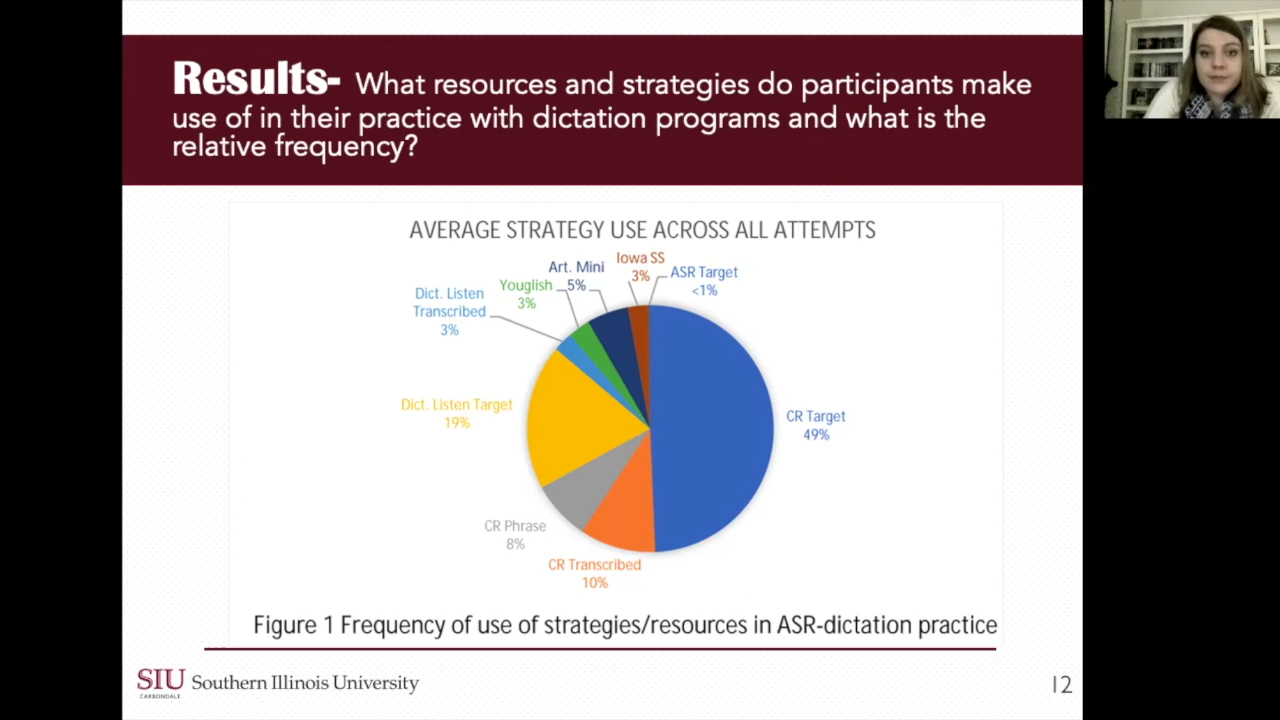 Results- What resources and strategies do participants make
use of in their practice with dictation programs and what is the
relative frequency?
AVERAGE STRATEGY USE ACROSS ALL ATTEMPTS
Iowa SS
3%
ASR Target
<1%
Art. Mini
5%
Youglish
3%
Dict. Listen
Transcribed
3%
Dict. Listen Target
19%
CR Target
49%
CR Phrase
8%
CR Transcribed
10%
Figure 1 Frequency of use of strategies/resources in ASR-dictation practice
SIU Southern Illinois University
CARBONDALE
12